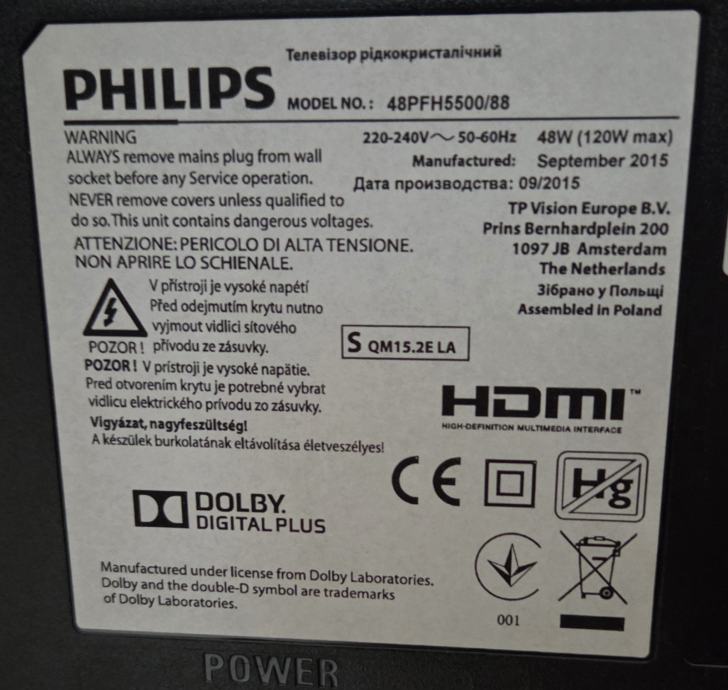 Телевізор рідкокристалічний
PHILIPS MODEL NO.: 48PFH5500/88
WARNING
ALWAYS remove mains plug from wall
socket before any Service operation.
NEVER remove covers unless qualified to
do so. This unit contains dangerous voltages.
ATTENZIONE: PERICOLO DI ALTA TENSIONE.
NON APRIRE LO SCHIENALE.
220-240V～ 50-60Hz 48W (120W max)
Manufactured: September 2015
Дата производства: 09/2015
TP Vision Europe B.V.
Prins Bernhardplein 200
1097 JB Amsterdam
The Netherlands
Зібрано у Польщі
Assembled in Poland
V přístroji je vysoké napětí
Před odejmutím krytu nutno
vyjmout vidlici sítového
POZOR! přívodu ze zásuvky.
POZOR! V prístroji je vysoké napätie.
Pred otvorením krytu je potrebné vybrat
vidlicu elektrického prívodu zo zásuvky.
Vigyázat, nagyfeszültség!
A készülék burkolatának eltávolítása életveszélyes!
S QM15.2E LA
HDMI™
HIGH-DEFINITION MULTIMEDIA INTERFACE
CE
Hg
DOLBY.
DIGITAL PLUS
Manufactured under license from Dolby Laboratories.
Dolby and the double-D symbol are trademarks
of Dolby Laboratories.
001
POWER